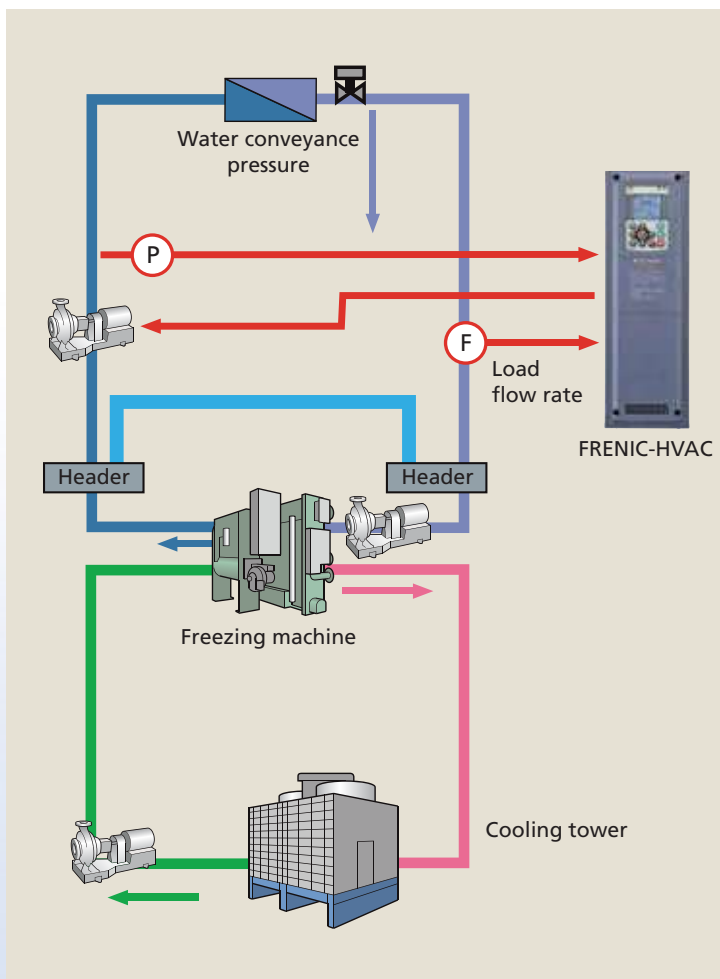 Water conveyance
pressure
P
F
Load
flow rate
FRENIC-HVAC
Header
Header
Freezing machine
Cooling tower